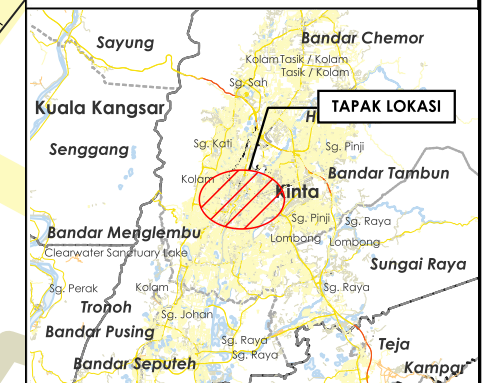 Sayung
Bandar Chemor
Kolam Tasik / Kolam
Tasik / Kolam
Sg. Sah
Kuala Kangsar
TAPAK LOKASI
H
Sg. Kati
Sg. Pinji
Senggang
Kolam
Bandar Tambun
Kinta
Sg. Pinji
Sg. Raya
Bandar Menglembu
Lombong
Lombong
Clearwater Sanctuary Lake
Sungai Raya
Sg. Perak
Kolam
Sg. Raya
Tronoh
Sg. Johan
Bandar Pusing
Sg. Raya
Teja
Sg. Raya
Bandar Seputeh
Kampar